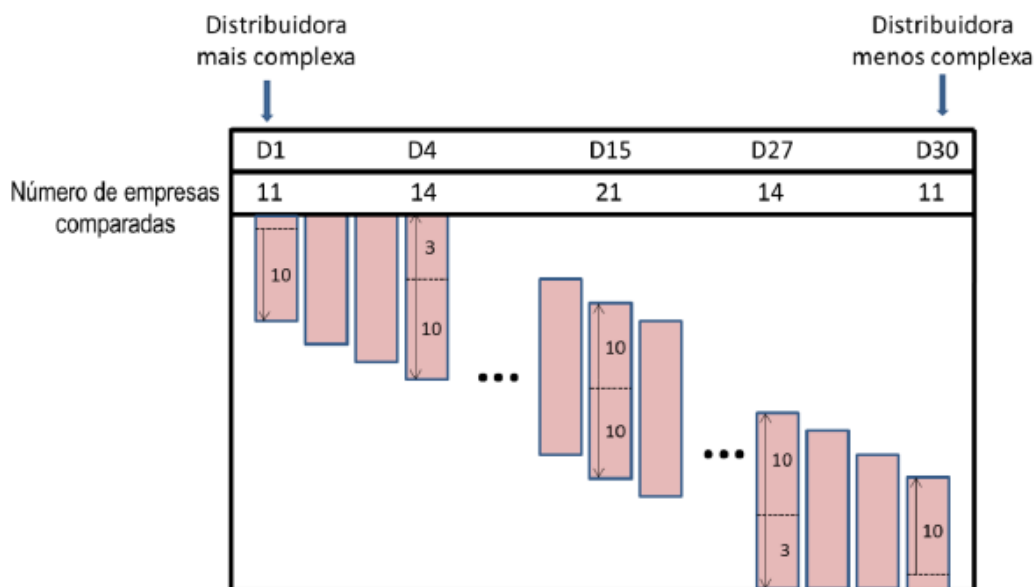 Distribuidora
mais complexa
Distribuidora
menos complexa
D1 D4 D15 D27 D30
Número de empresas
comparadas
11 14 21 14 11
10
3
10
10
10
10
3
10